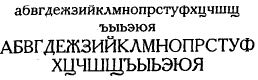 абвгдежзийклмнопрстуфхцчшщ
ъыьэюя
АБВГДЕЖЗИЙКЛМНОПРСТУФ
ХЦЧШЩЪЫЬЭЮЯ